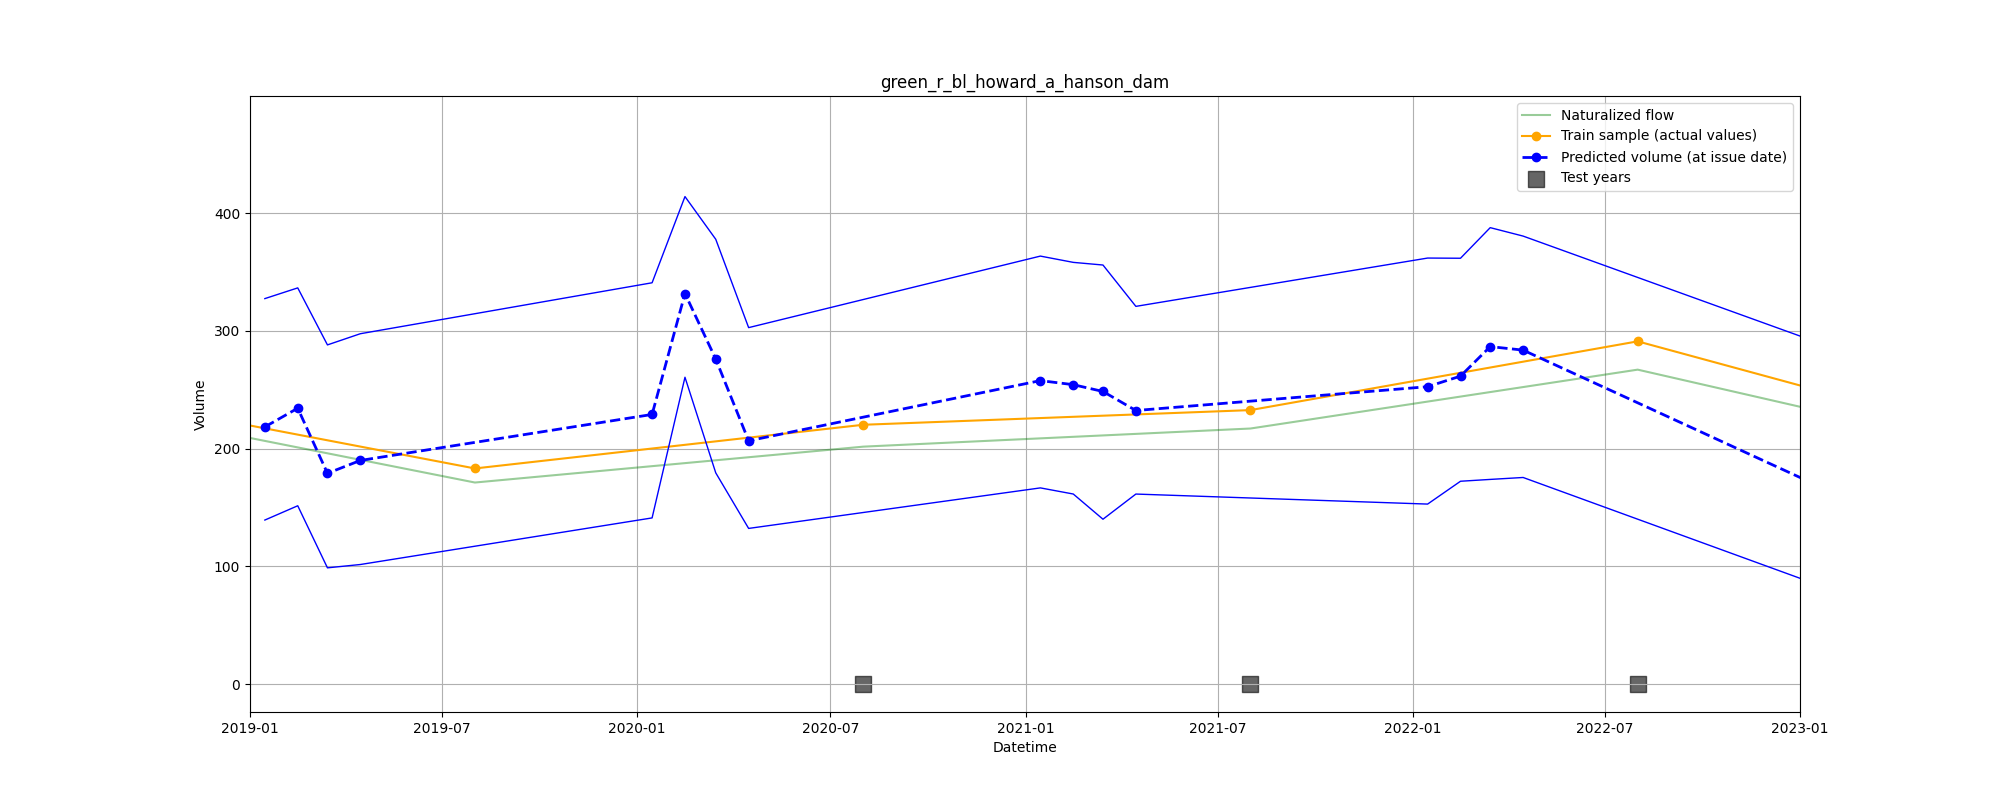 green_r_bl_howard_a_hanson_dam
Naturalized flow
Train sample (actual values)
Predicted volume (at issue date)
Test years
Volume
400
300
200
100
0
2019-01
2019-07
2020-01
2020-07
2021-01
2021-07
2022-01
2022-07
2023-01
Datetime